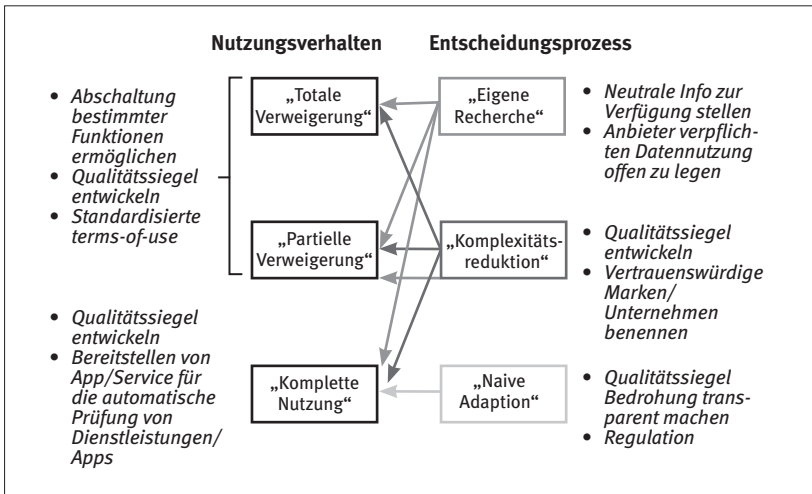 Nutzungsverhalten
Entscheidungsprozess
• Abschaltung
bestimmter
Funktionen
ermöglichen
• Qualitätssiegel
entwickeln
• Standardisierte
terms-of-use
„Totale
Verweigerung“
„Eigene
Recherche“
• Neutrale Info zur
Verfügung stellen
• Anbieter verpflich-
ten Datennutzung
offen zu legen
„Partielle
Verweigerung“
„Komplexitäts-
reduktion“
• Qualitätssiegel
entwickeln
• Vertrauenswürdige
Marken/
Unternehmen
benennen
• Qualitätssiegel
entwickeln
• Bereitstellen von
App/Service für
die automatische
Prüfung von
Dienstleistungen/
Apps
„Komplette
Nutzung“
„Naive
Adaption“
• Qualitätssiegel
Bedrohung trans-
parent machen
• Regulation